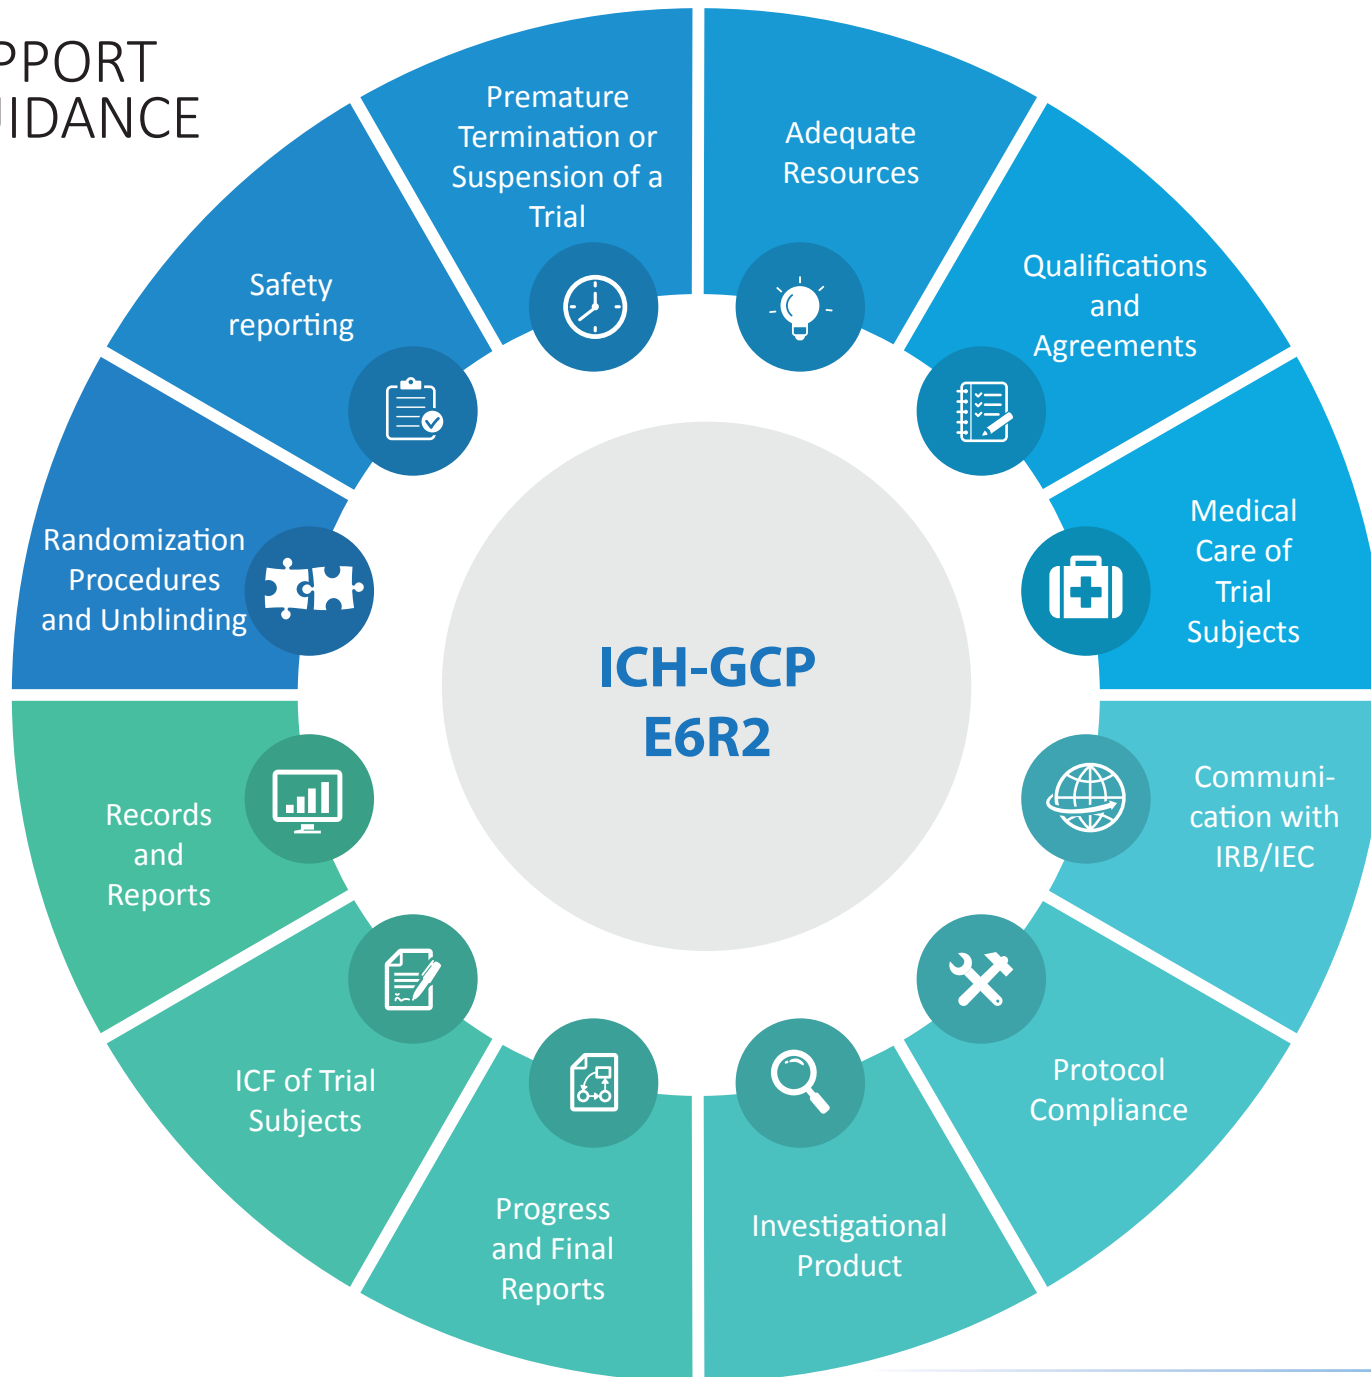 PPORT
UIDANCE
Premature
Termination or
Suspension of a
Trial
Adequate
Resources
Qualifications
and
Agreements
Medical
Care of
Trial
Subjects
Communi-
cation with
IRB/IEC
Protocol
Compliance
Investigational
Product
Progress
and Final
Reports
ICF of Trial
Subjects
Records
and
Reports
Randomization
Procedures
and Unblinding
Safety
reporting
ICH-GCP
E6R2